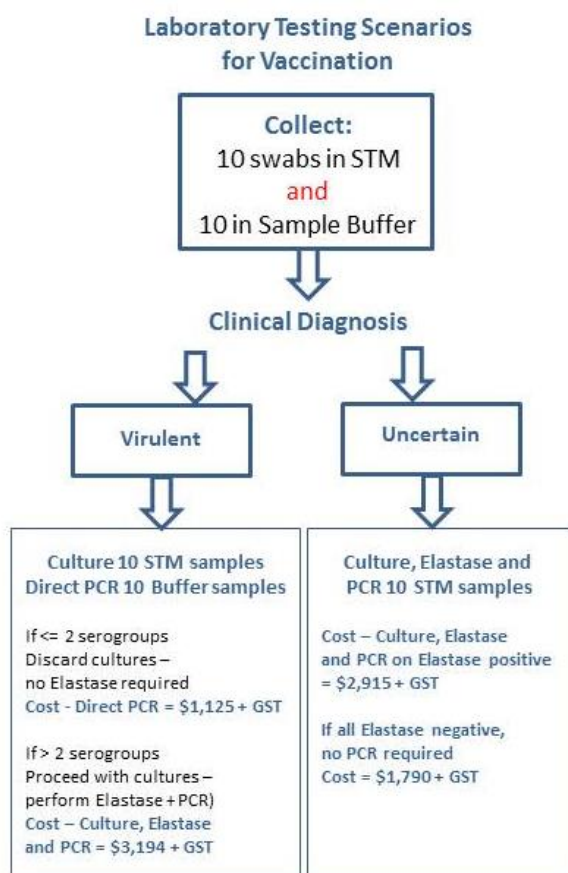 Laboratory Testing Scenarios
for Vaccination
Collect:
10 swabs in STM
and
10 in Sample Buffer
Clinical Diagnosis
Virulent
Uncertain
Culture 10 STM samples
Direct PCR 10 Buffer samples
If <= 2 serogroups
Discard cultures –
no Elastase required
Cost - Direct PCR = $1,125 + GST
If > 2 serogroups
Proceed with cultures –
perform Elastase + PCR)
Cost – Culture, Elastase
and PCR = $3,194 + GST
Culture, Elastase and
PCR 10 STM samples
Cost – Culture, Elastase
and PCR on Elastase positive
= $2,915 + GST
If all Elastase negative,
no PCR required
Cost = $1,790 + GST